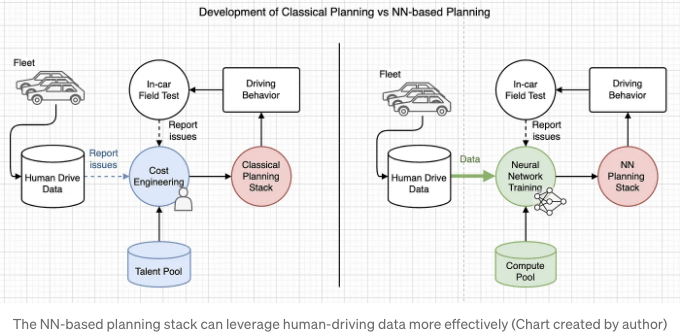 Development of Classical Planning vs NN-based Planning
Fleet
In-car
Field Test
Driving
Behavior
Report
issues
Report
issues
Human Drive
Data
Cost
Engineering
Classical
Planning
Stack
Talent Pool
Fleet
In-car
Field Test
Driving
Behavior
Report
issues
Data
Human Drive
Data
Neural
Network
Training
NN
Planning
Stack
Compute
Pool
The NN-based planning stack can leverage human-driving data more effectively (Chart created by author)